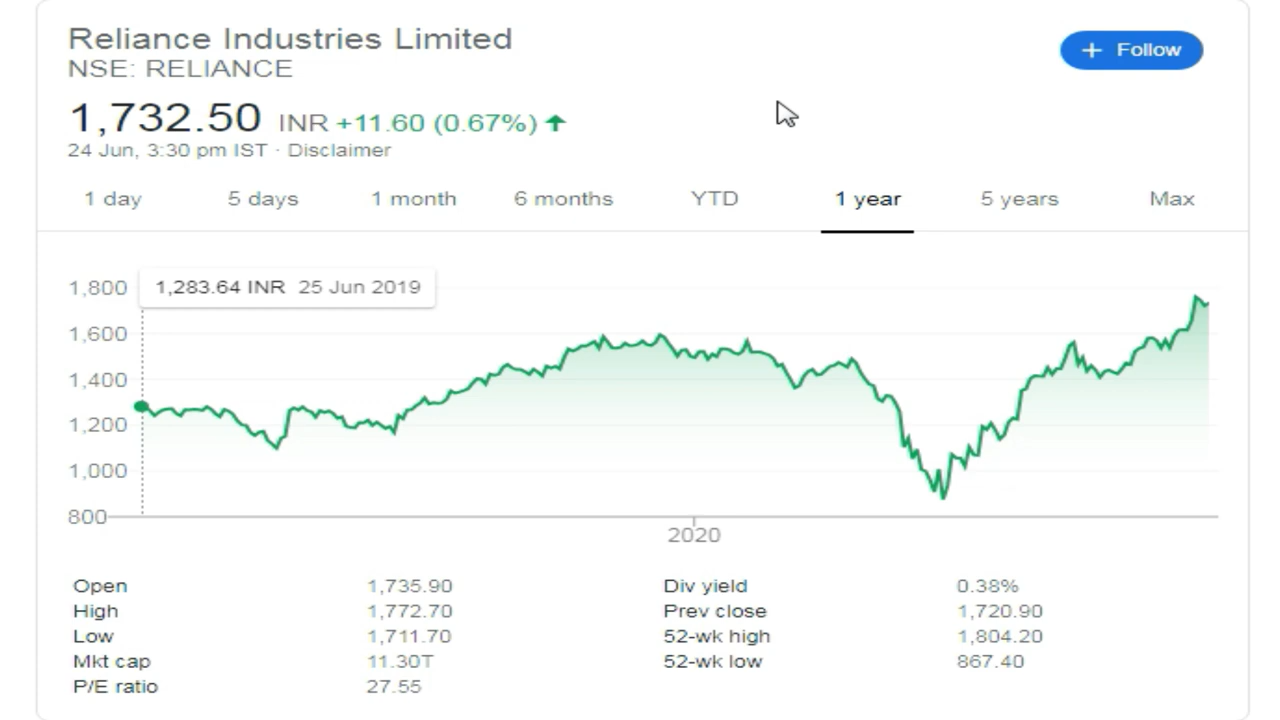 Reliance Industries Limited
NSE: RELIANCE
+ Follow
1,732.50 INR +11.60 (0.67%)
24 Jun, 3:30 pm IST · Disclaimer
1 day 5 days 1 month 6 months YTD 1 year 5 years Max
1,283.64 INR 25 Jun 2019
1,800
1,600
1,400
1,200
1,000
800
2020
Open 1,735.90 Div yield 0.38%
High 1,772.70 Prev close 1,720.90
Low 1,711.70 52-wk high 1,804.20
Mkt cap 11.30T 52-wk low 867.40
P/E ratio 27.55